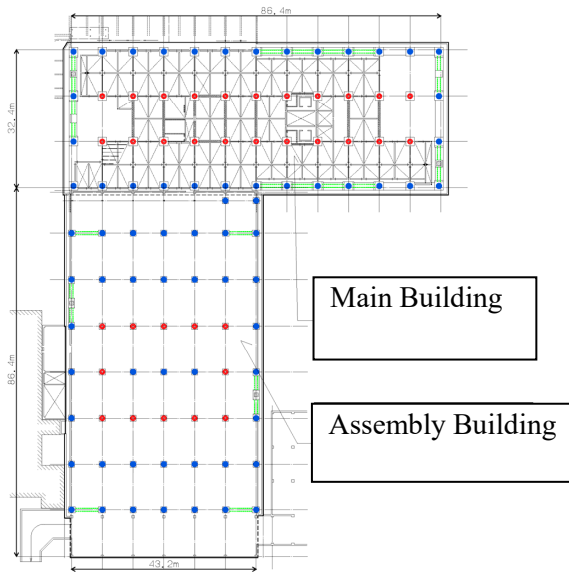 86,4m
32,4m
Main Building
86,4m
Assembly Building
43,2m